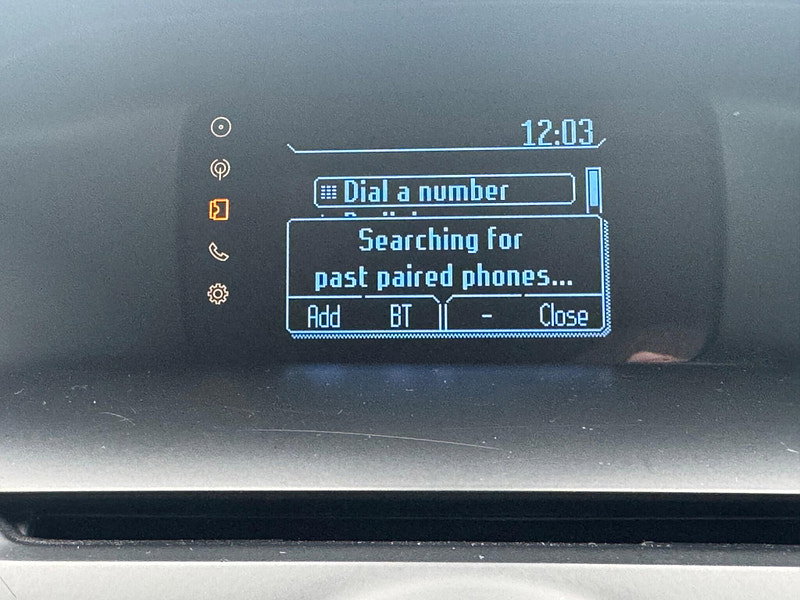 12:03
Dial a number
Searching for
past paired phones...
Add BT - Close